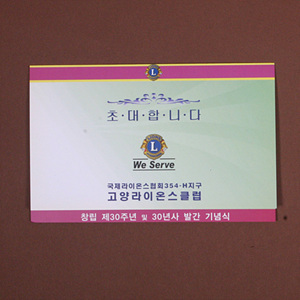 초·대·합·니·다
L
We Serve
국제라이온스협회354-H지구
고양라이온스클럽
창립 제30주년 및 30년사 발간 기념식